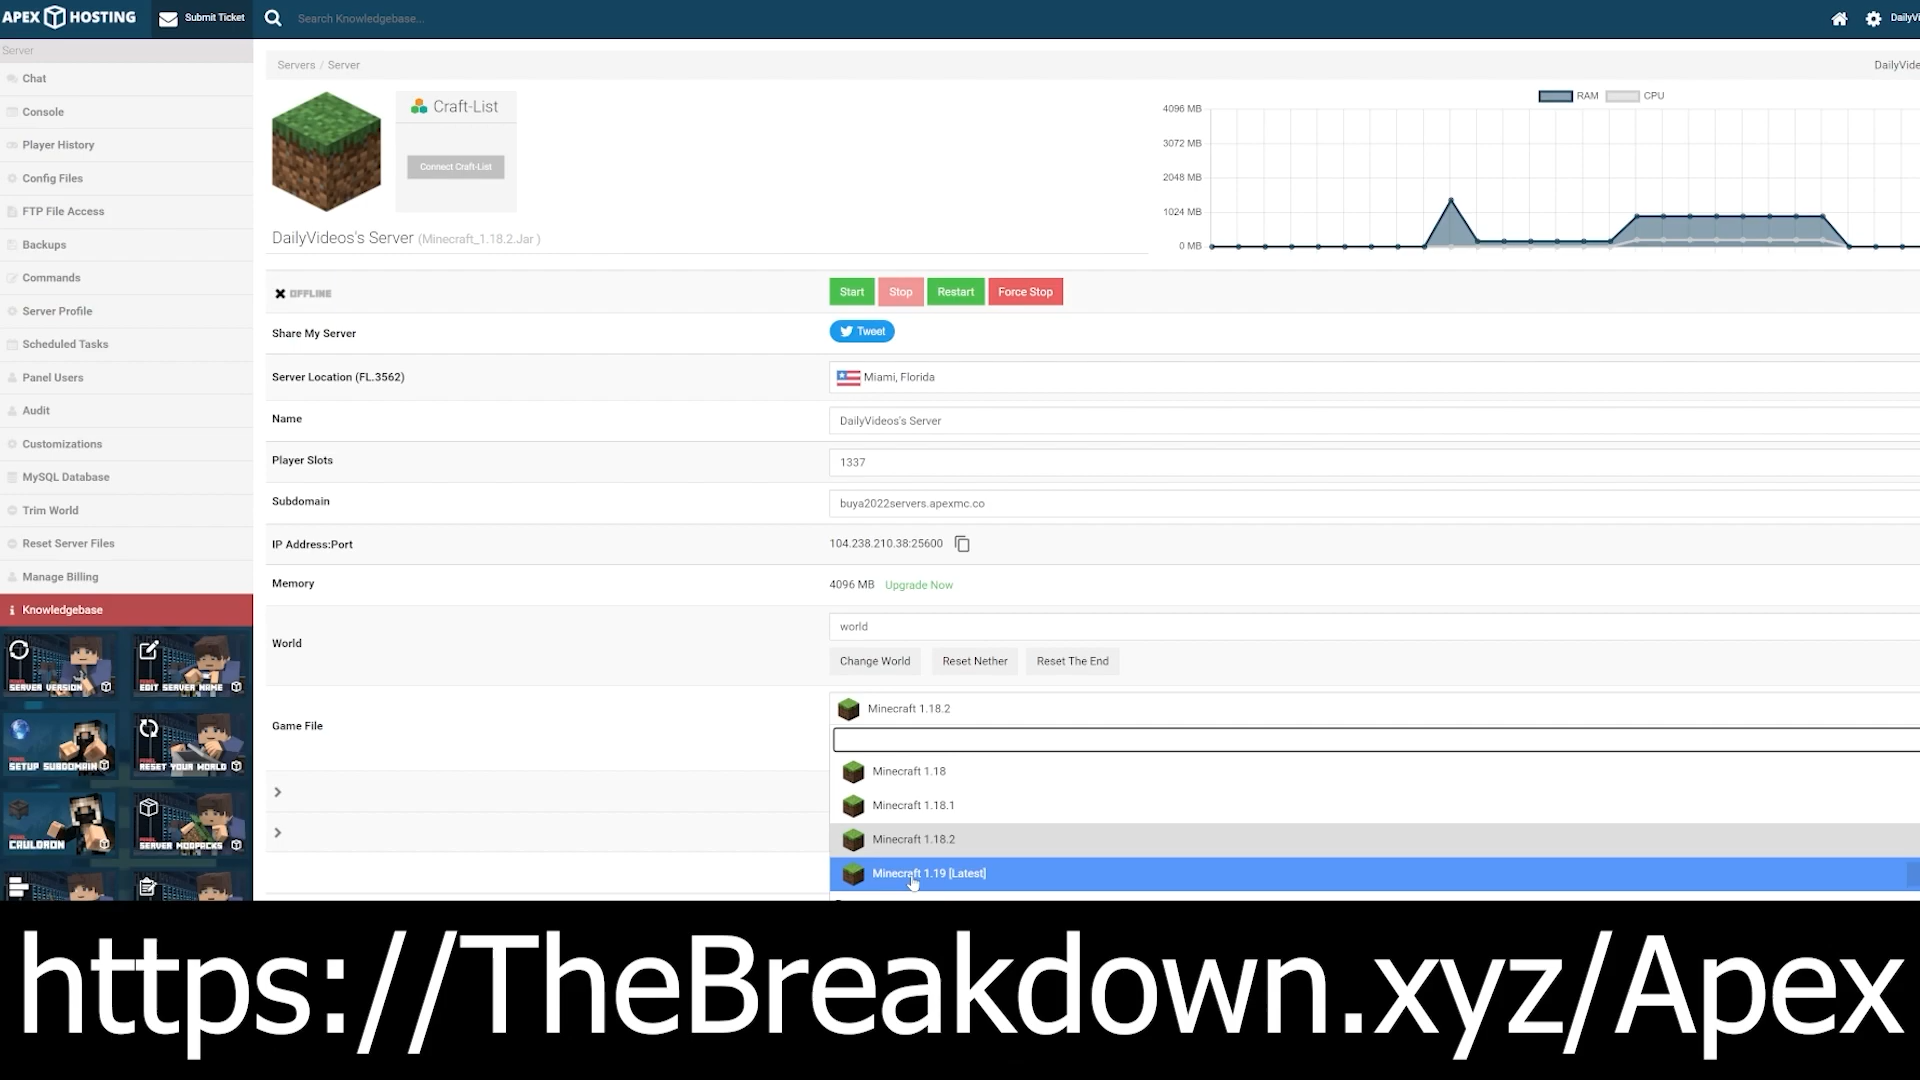 APEX HOSTING
Submit Ticket
Search Knowledgebase...
DailyVi
Server
Chat
Console
Player History
Config Files
FTP File Access
Backups
Commands
Server Profile
Scheduled Tasks
Panel Users
Audit
Customizations
MySQL Database
Trim World
Reset Server Files
Manage Billing
Knowledgebase
SERVER VERSION
EDIT SERVER NAME
SETUP SUBDOMAIN
RESET YOUR WORLD
CAULDRON
SERVER MODPACKS
Servers / Server
DailyVide
Craft-List
Connect Craft-List
DailyVideos's Server (Minecraft_1.18.2.Jar )
RAM CPU
4096 MB
3072 MB
2048 MB
1024 MB
0 MB
OFFLINE
Start Stop Restart Force Stop
Share My Server
Tweet
Server Location (FL.3562)
Miami, Florida
Name
DailyVideos's Server
Player Slots
1337
Subdomain
buya2022servers.apexmc.co
IP Address:Port
104.238.210.38:25600
Memory
4096 MB Upgrade Now
World
world
Change World Reset Nether Reset The End
Game File
Minecraft 1.18.2
Minecraft 1.18
Minecraft 1.18.1
Minecraft 1.18.2
Minecraft 1.19 [Latest]
https://TheBreakdown.xyz/Apex